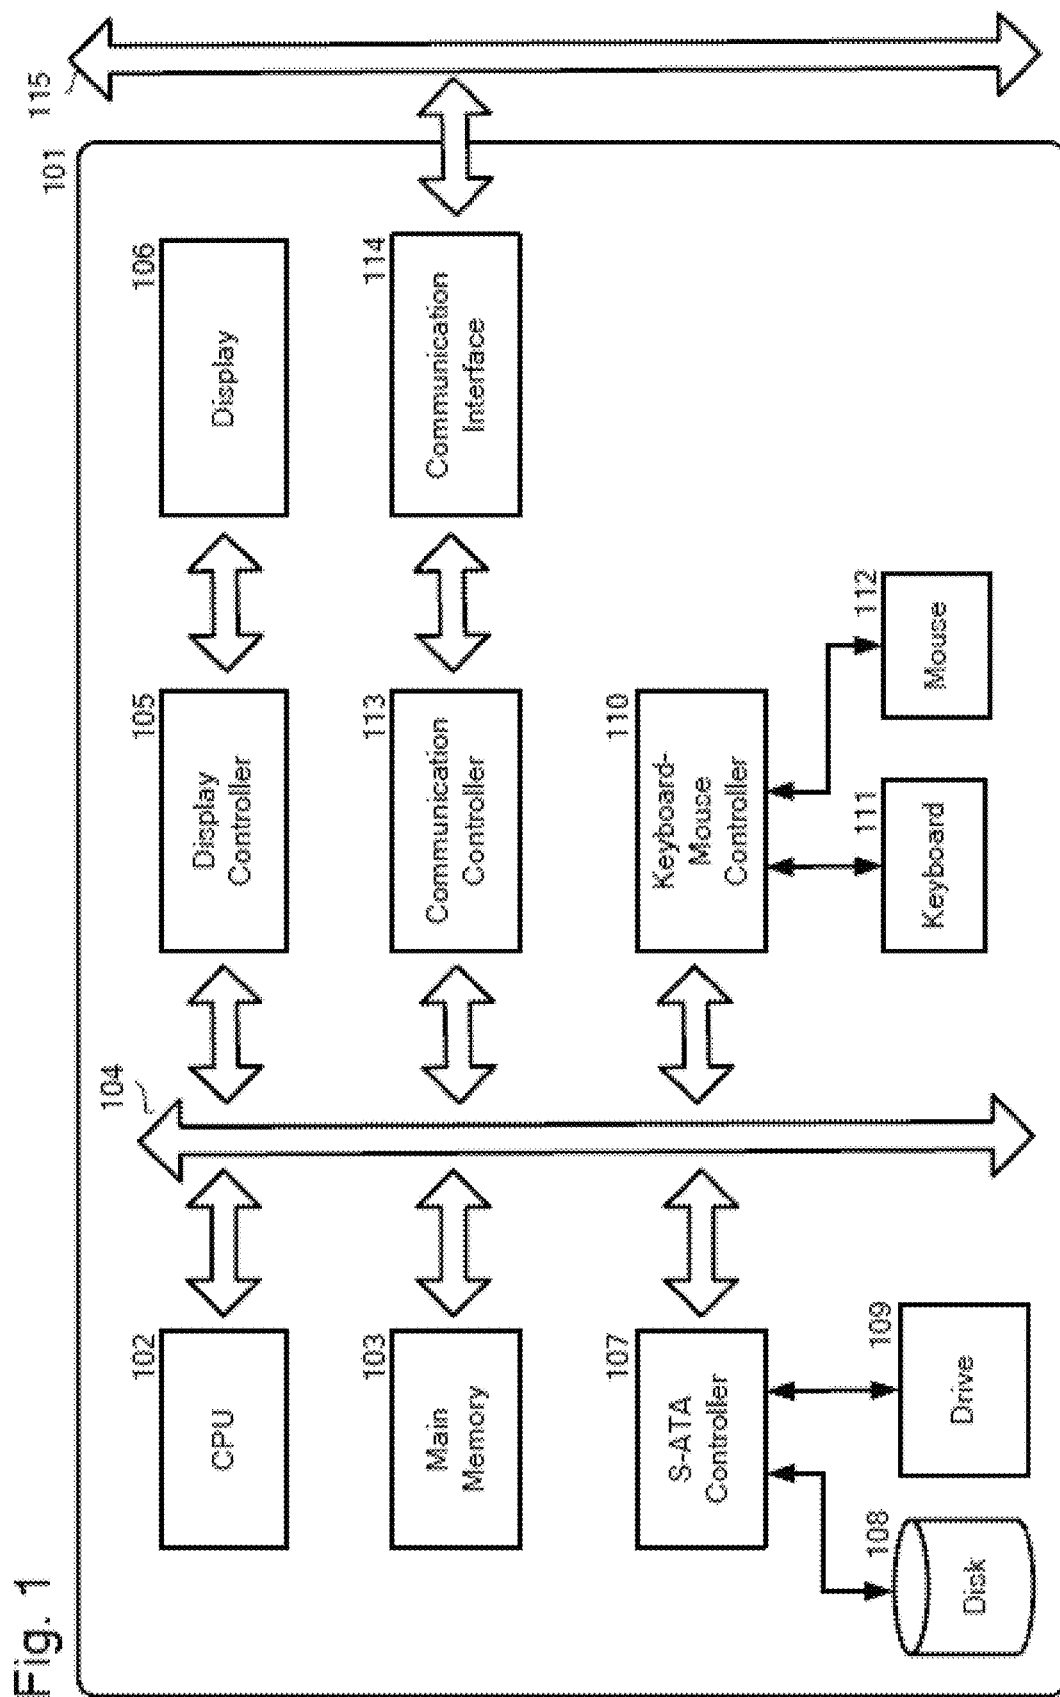 Fig. 1
101
115
102
CPU
104
105
Display
Controller
106
Display
103
Main
Memory
113
Communication
Controller
114
Communication
Interface
107
S-ATA
Controller
110
Keyboard-
Mouse
Controller
108
Disk
109
Drive
111
Keyboard
112
Mouse